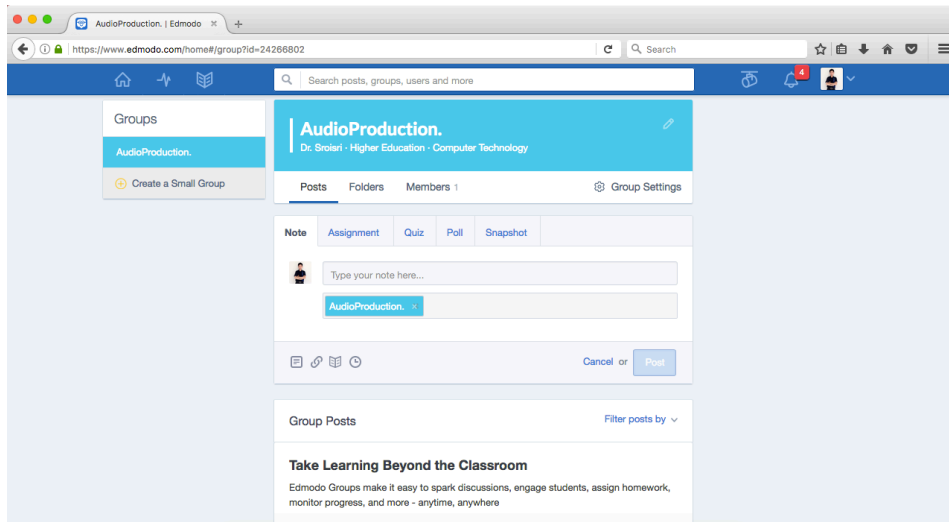 AudioProduction. | Edmodo
https://www.edmodo.com/home#/group?id=24266802
Search
Search posts, groups, users and more
4
Groups
AudioProduction.
Create a Small Group
AudioProduction.
Dr. Sroisri - Higher Education - Computer Technology
Posts Folders Members 1 Group Settings
Note Assignment Quiz Poll Snapshot
Type your note here...
AudioProduction. ×
Cancel or Post
Group Posts Filter posts by
Take Learning Beyond the Classroom
Edmodo Groups make it easy to spark discussions, engage students, assign homework,
monitor progress, and more - anytime, anywhere